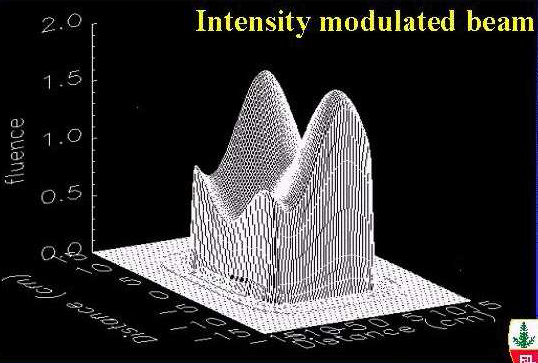 Intensity modulated beam
2.0
1.5
1.0
0.5
0.0
fluence
Distance (cm)
Distance (cm)